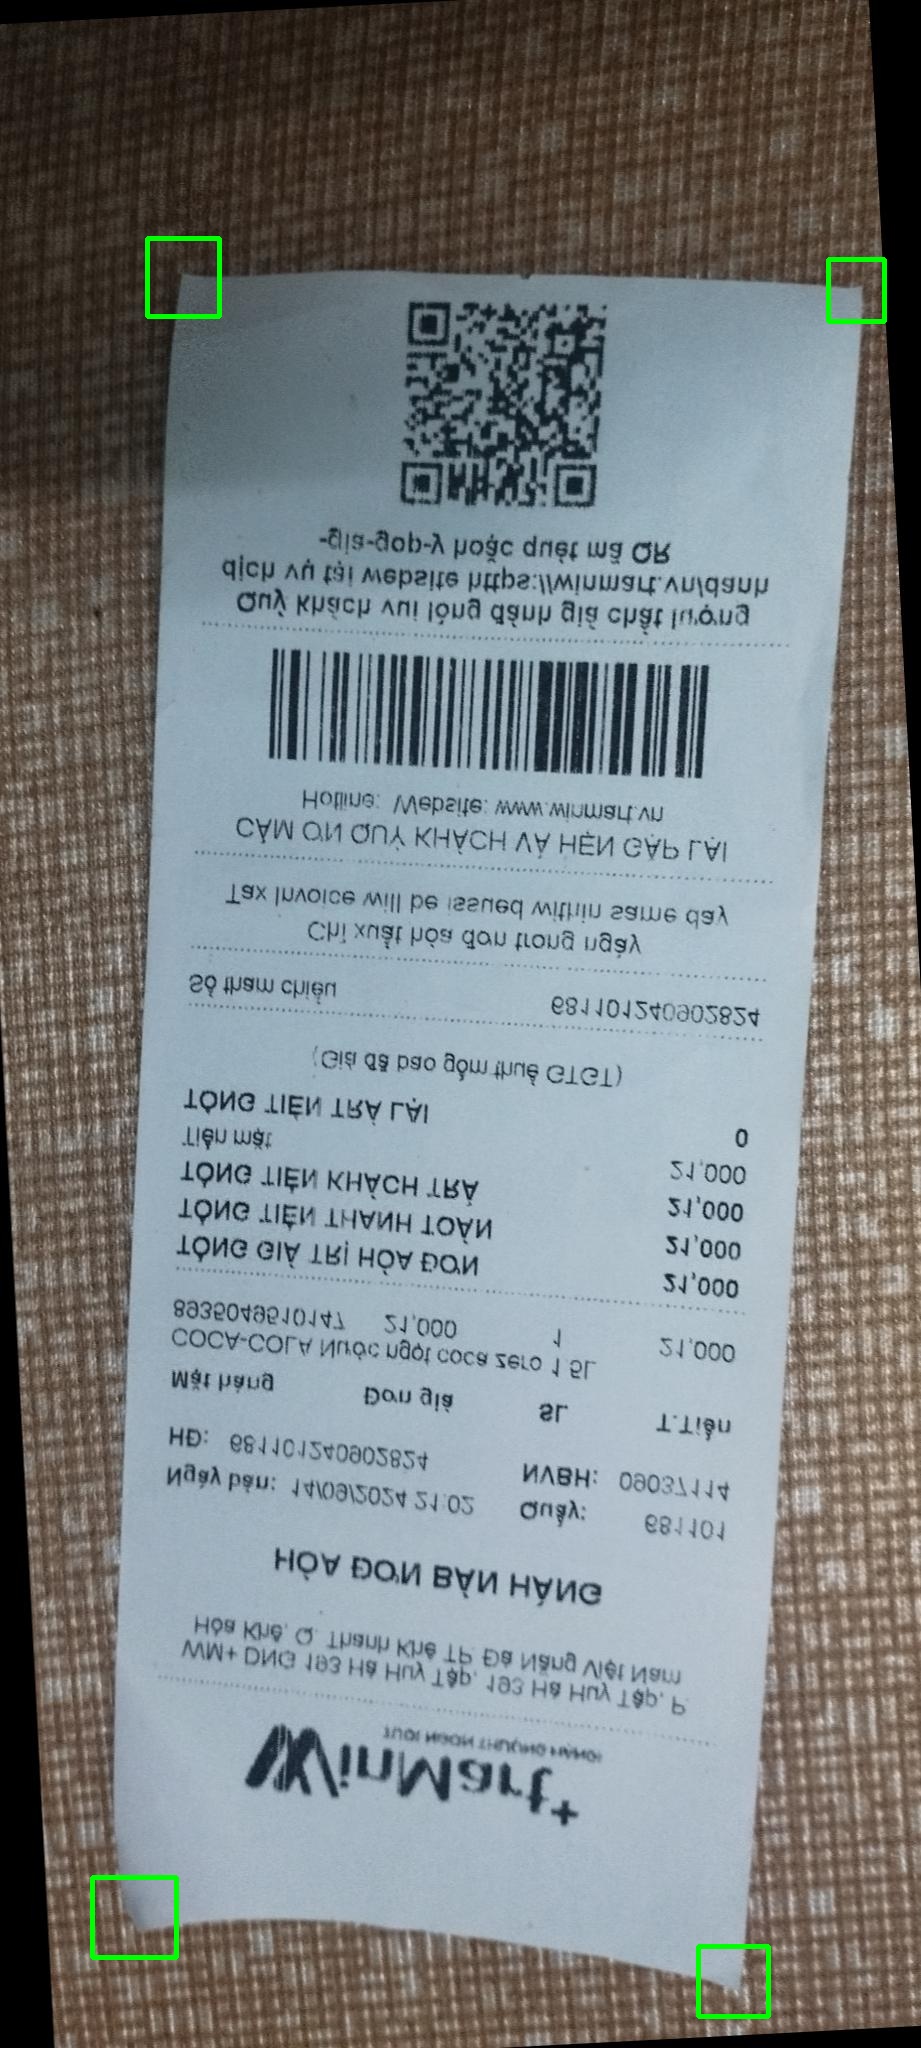 WinMart+
TƯƠI NGON THƯỢNG HẠNG!
WM+ DNG 193 Hà Huy Tập, 193 Hà Huy Tập, P.
Hòa Khê, Q. Thanh Khê TP. Đà Nẵng Việt Nam
HÓA ĐƠN BÁN HÀNG
Ngày bán: 14/09/2024 21:02 Quầy: 681101
HĐ: 681101240902824 NVBH: 09037114
Mặt hàng Đơn giá SL T.Tiền
COCA-COLA Nước ngọt coca zero 1.5L
8935049510147 21,000 1 21,000
TỔNG GIÁ TRỊ HÓA ĐƠN 21,000
TỔNG TIỀN THANH TOÁN 21,000
TỔNG TIỀN KHÁCH TRẢ 21,000
Tiền mặt 21,000
TỔNG TIỀN TRẢ LẠI 0
(Giá đã bao gồm thuế GTGT)
Số tham chiếu 681101240902824
Chỉ xuất hóa đơn trong ngày
Tax Invoice will be issued within same day
CẢM ƠN QUÝ KHÁCH VÀ HẸN GẶP LẠI
Hotline: Website: www.winmart.vn
Quý khách vui lòng đánh giá chất lượng
dịch vụ tại website https://winmart.vn/danh
-gia-gop-y hoặc quét mã QR